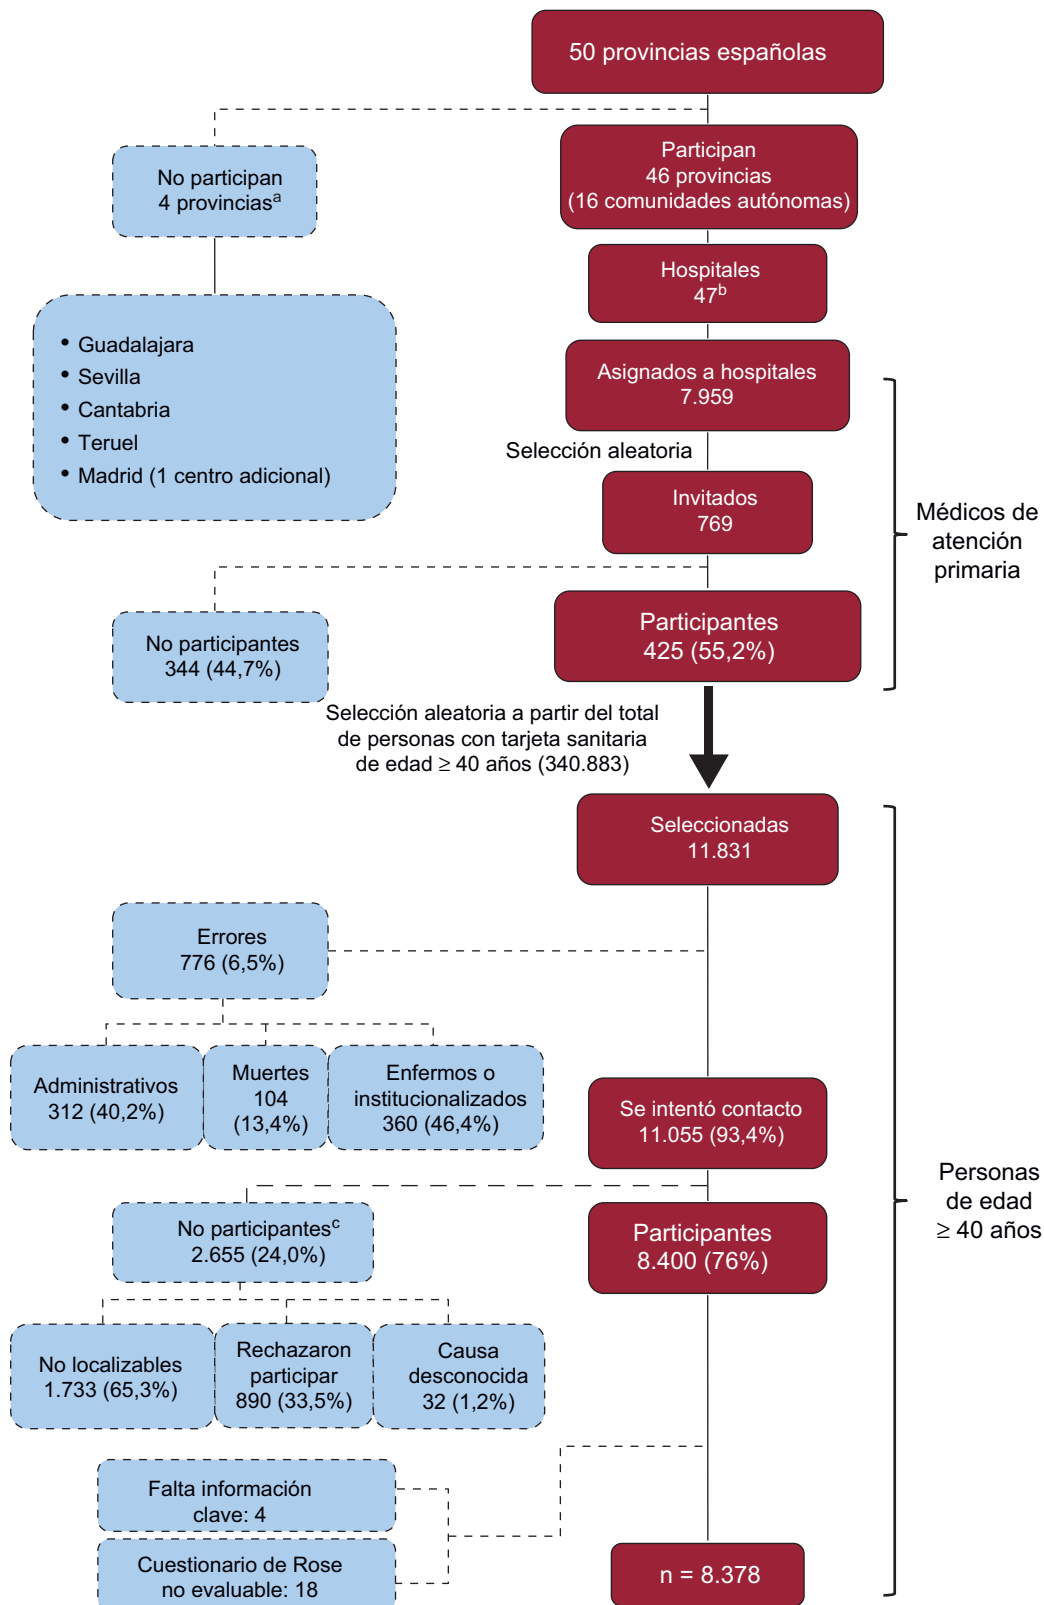 50 provincias españolas
No participan
4 provinciasª
Participan
46 provincias
(16 comunidades autónomas)
Hospitales
47ᵇ
• Guadalajara
• Sevilla
• Cantabria
• Teruel
• Madrid (1 centro adicional)
Asignados a hospitales
7.959
Selección aleatoria
Invitados
769
Médicos de
atención
primaria
No participantes
344 (44,7%)
Participantes
425 (55,2%)
Selección aleatoria a partir del total
de personas con tarjeta sanitaria
de edad ≥ 40 años (340.883)
Seleccionadas
11.831
Errores
776 (6,5%)
Administrativos
312 (40,2%)
Muertes
104
(13,4%)
Enfermos o
institucionalizados
360 (46,4%)
Se intentó contacto
11.055 (93,4%)
Personas
de edad
≥ 40 años
No participantesᶜ
2.655 (24,0%)
Participantes
8.400 (76%)
No localizables
1.733 (65,3%)
Rechazaron
participar
890 (33,5%)
Causa
desconocida
32 (1,2%)
Falta información
clave: 4
Cuestionario de Rose
no evaluable: 18
n = 8.378